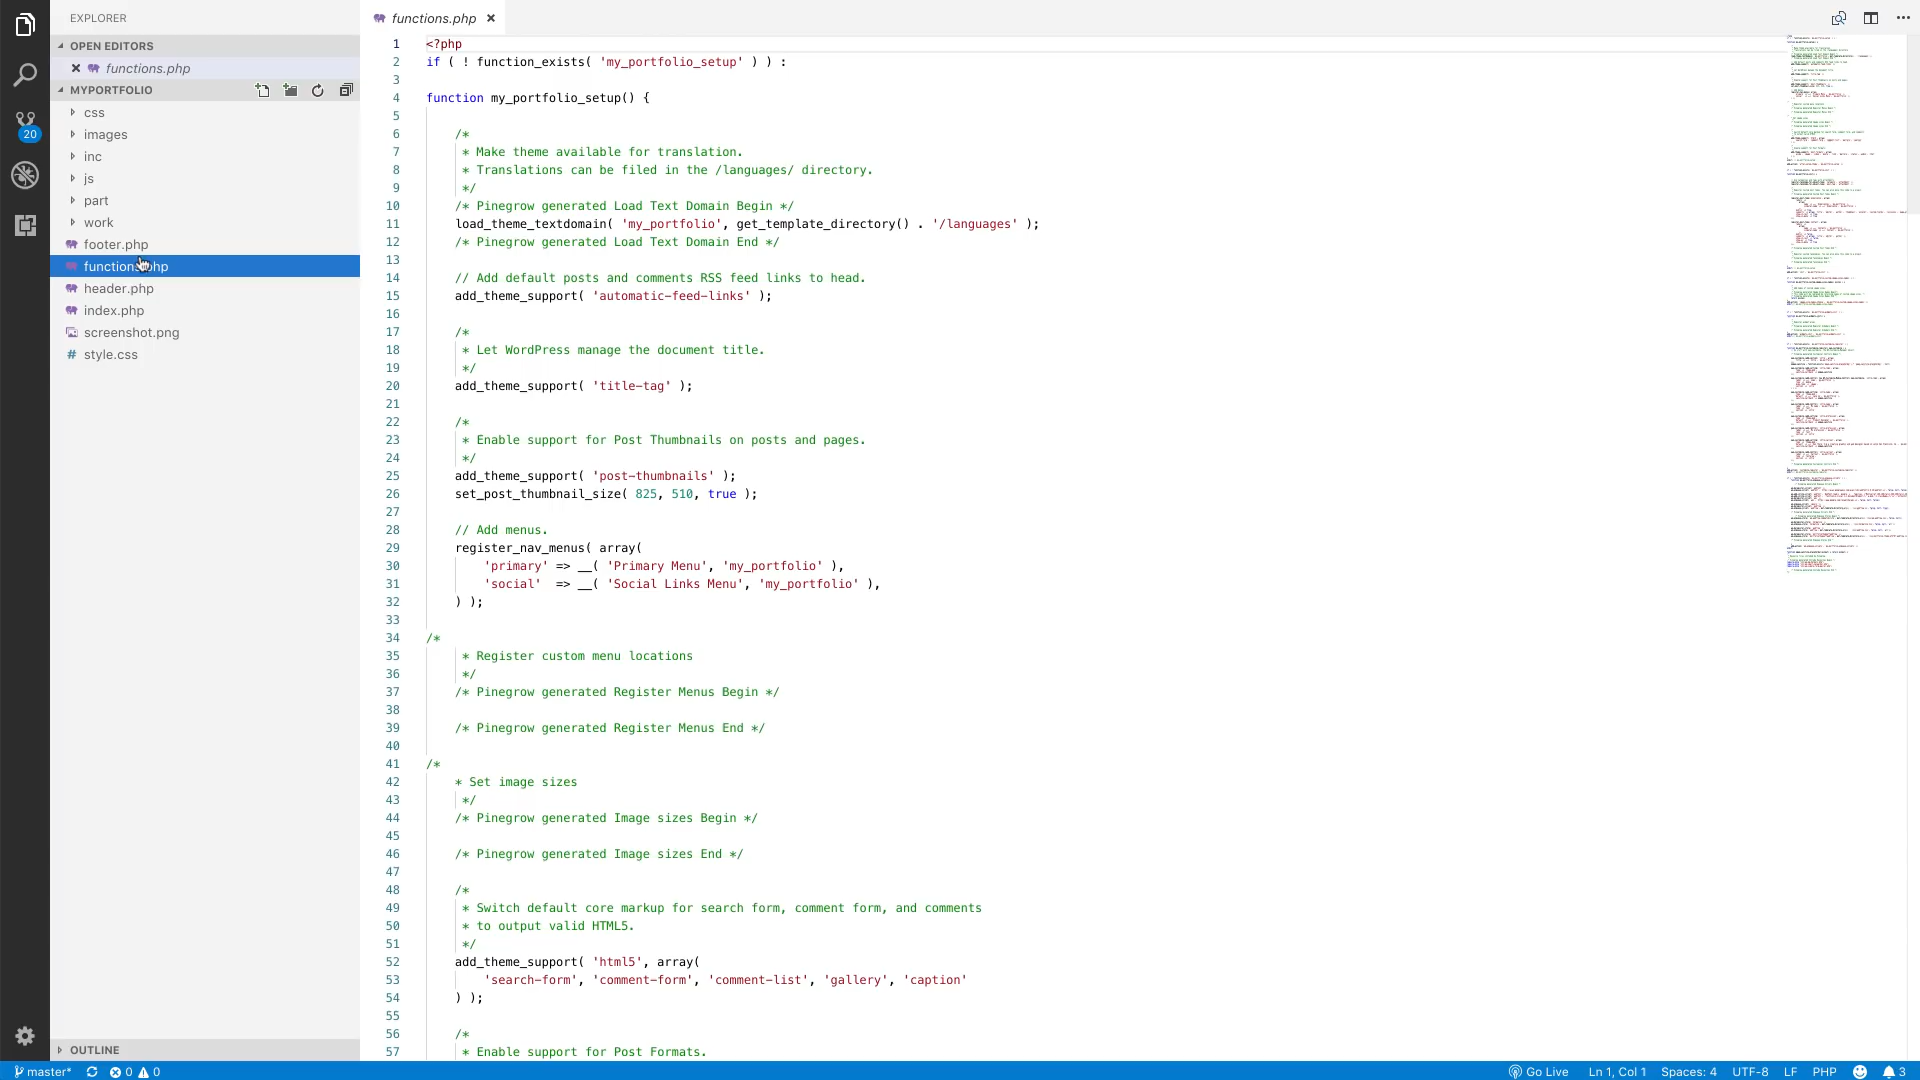 EXPLORER
OPEN EDITORS
functions.php
MYPORTFOLIO
css
images
inc
js
part
work
footer.php
functions.php
header.php
index.php
screenshot.png
style.css
OUTLINE
20
functions.php
1 <?php
2 if ( ! function_exists( 'my_portfolio_setup' ) ) :
3
4 function my_portfolio_setup() {
5
6 /*
7 * Make theme available for translation.
8 * Translations can be filed in the /languages/ directory.
9 */
10 /* Pinegrow generated Load Text Domain Begin */
11 load_theme_textdomain( 'my_portfolio', get_template_directory() . '/languages' );
12 /* Pinegrow generated Load Text Domain End */
13
14 // Add default posts and comments RSS feed links to head.
15 add_theme_support( 'automatic-feed-links' );
16
17 /*
18 * Let WordPress manage the document title.
19 */
20 add_theme_support( 'title-tag' );
21
22 /*
23 * Enable support for Post Thumbnails on posts and pages.
24 */
25 add_theme_support( 'post-thumbnails' );
26 set_post_thumbnail_size( 825, 510, true );
27
28 // Add menus.
29 register_nav_menus( array(
30 'primary' => __( 'Primary Menu', 'my_portfolio' ),
31 'social'  => __( 'Social Links Menu', 'my_portfolio' ),
32 ) );
33
34 /*
35 * Register custom menu locations
36 */
37 /* Pinegrow generated Register Menus Begin */
38
39 /* Pinegrow generated Register Menus End */
40
41 /*
42 * Set image sizes
43 */
44 /* Pinegrow generated Image sizes Begin */
45
46 /* Pinegrow generated Image sizes End */
47
48 /*
49 * Switch default core markup for search form, comment form, and comments
50 * to output valid HTML5.
51 */
52 add_theme_support( 'html5', array(
53 'search-form', 'comment-form', 'comment-list', 'gallery', 'caption'
54 ) );
55
56 /*
57 * Enable support for Post Formats.
master* 0 0 Go Live Ln 1, Col 1 Spaces: 4 UTF-8 LF PHP 3